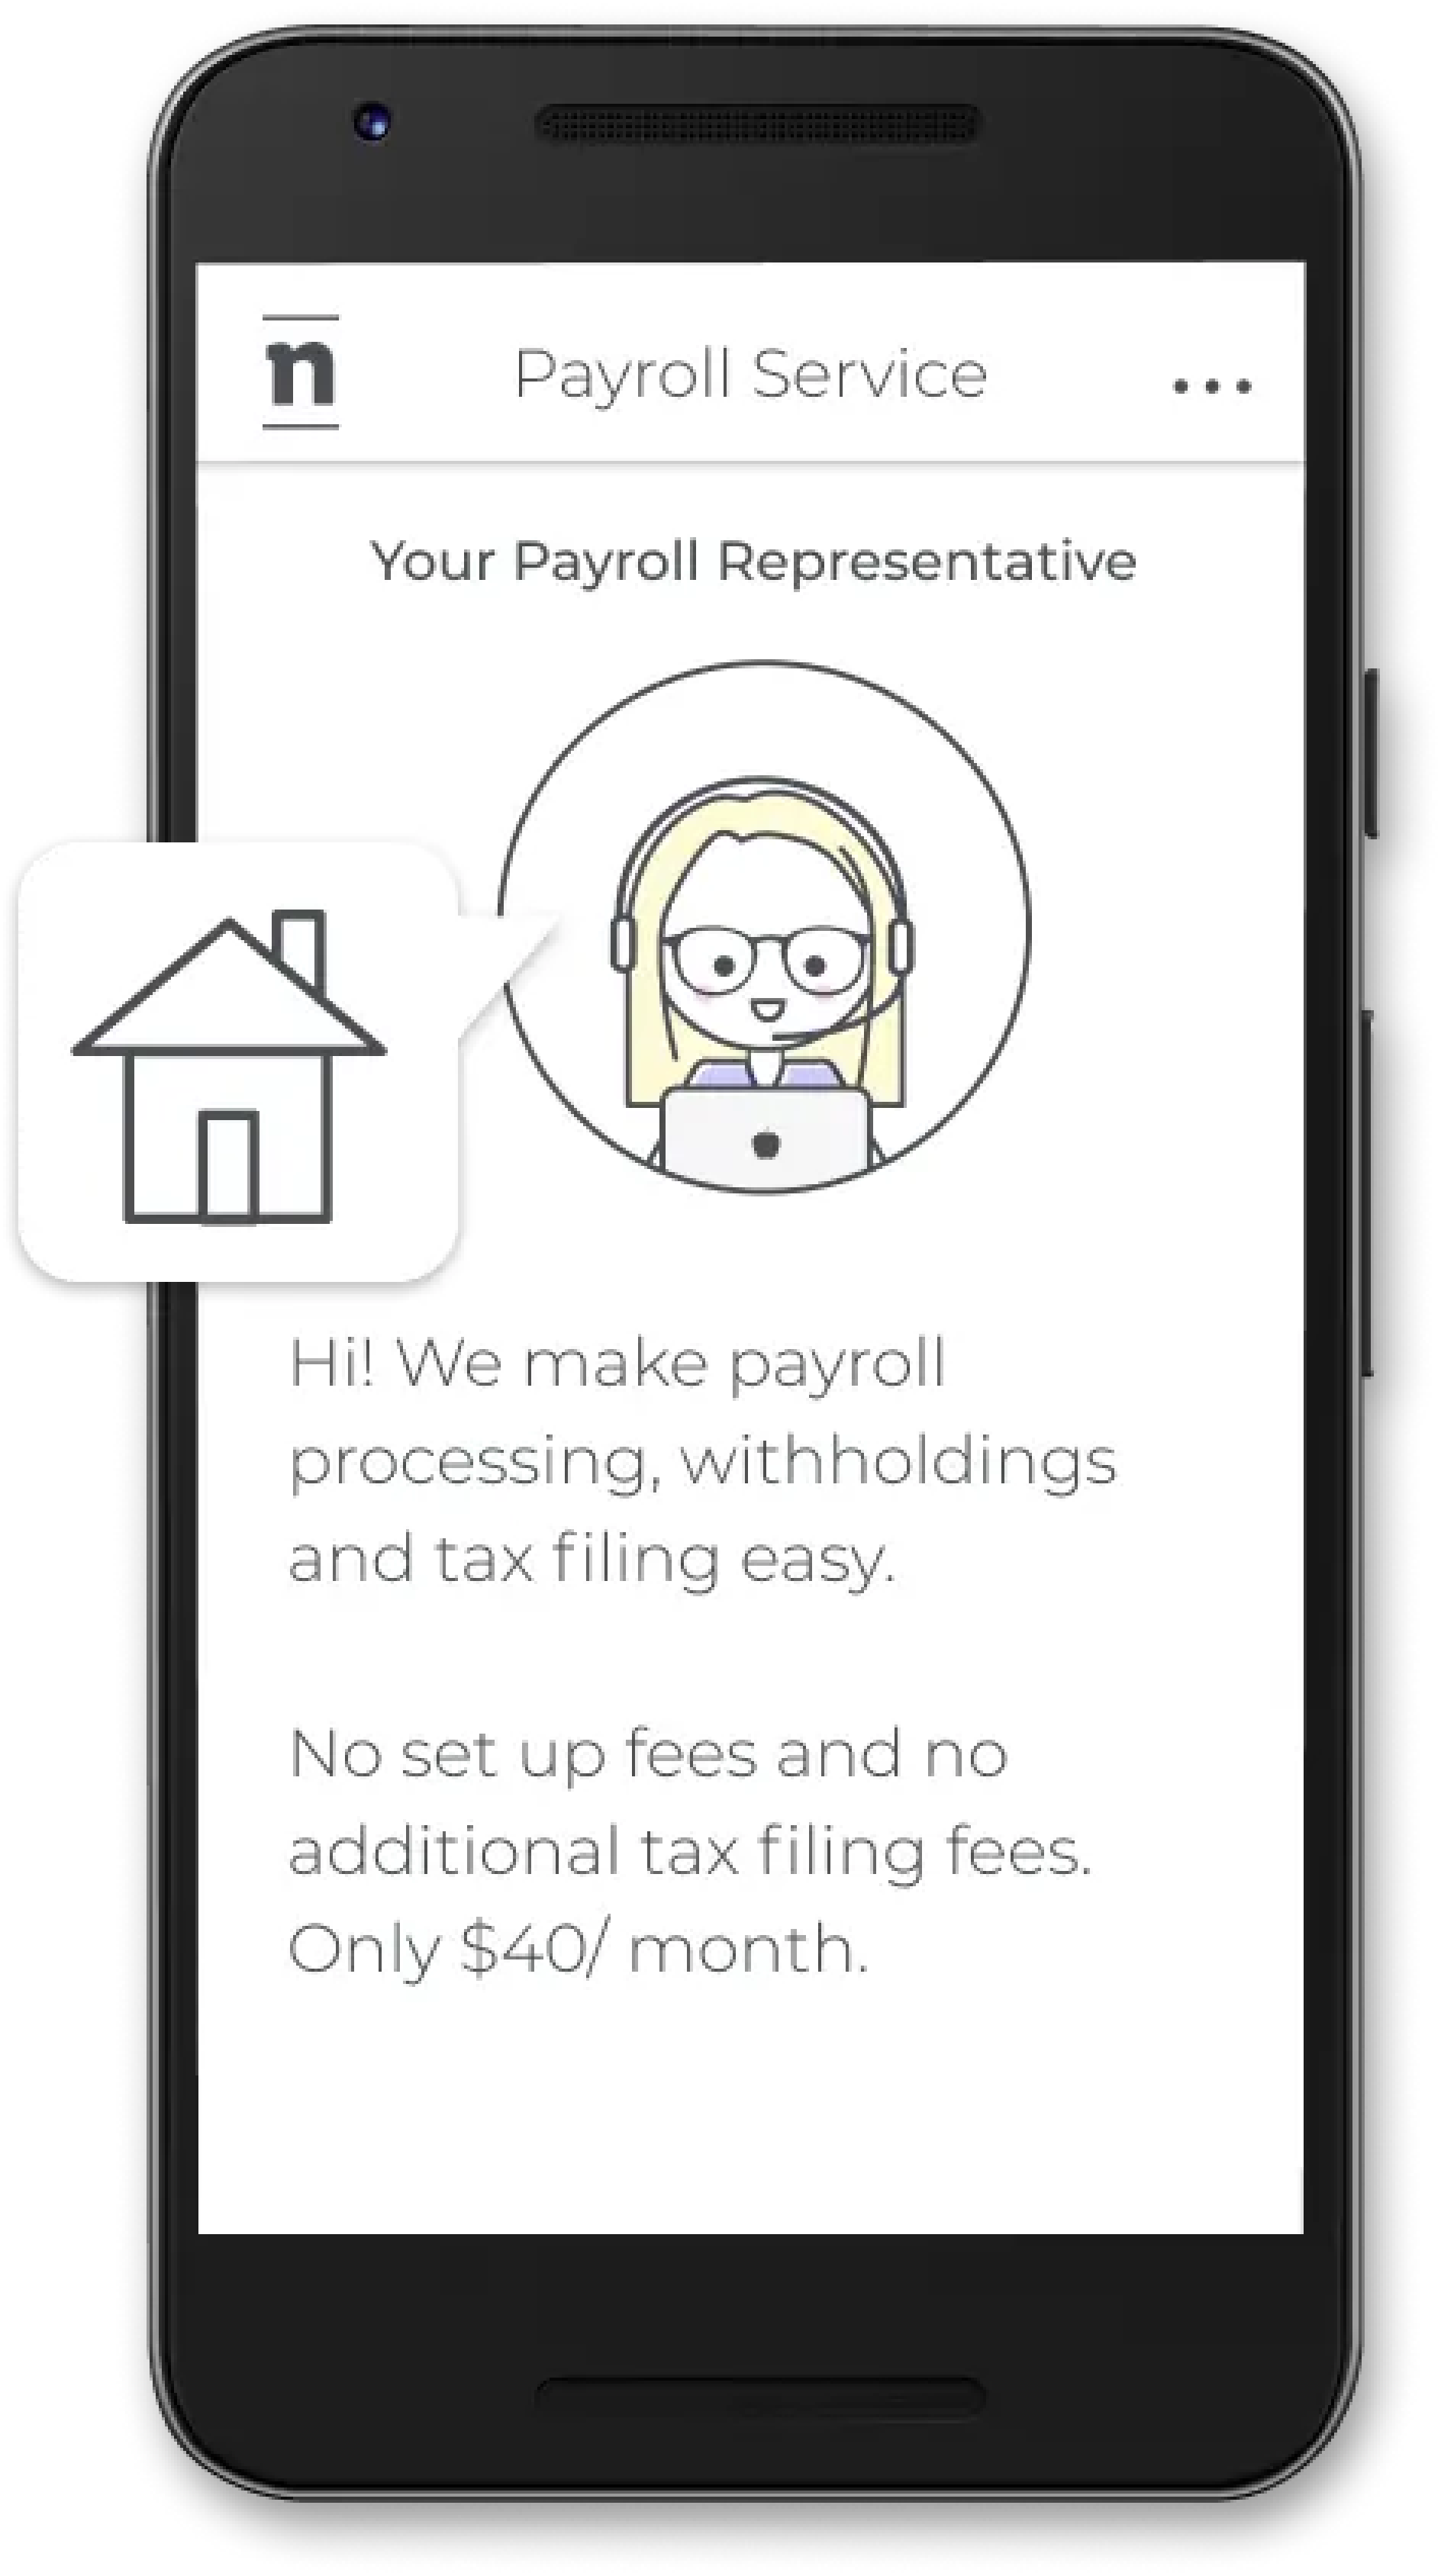 n
Payroll Service
Your Payroll Representative
Hi! We make payroll
processing, withholdings
and tax filing easy.
No set up fees and no
additional tax filing fees.
Only $40/ month.